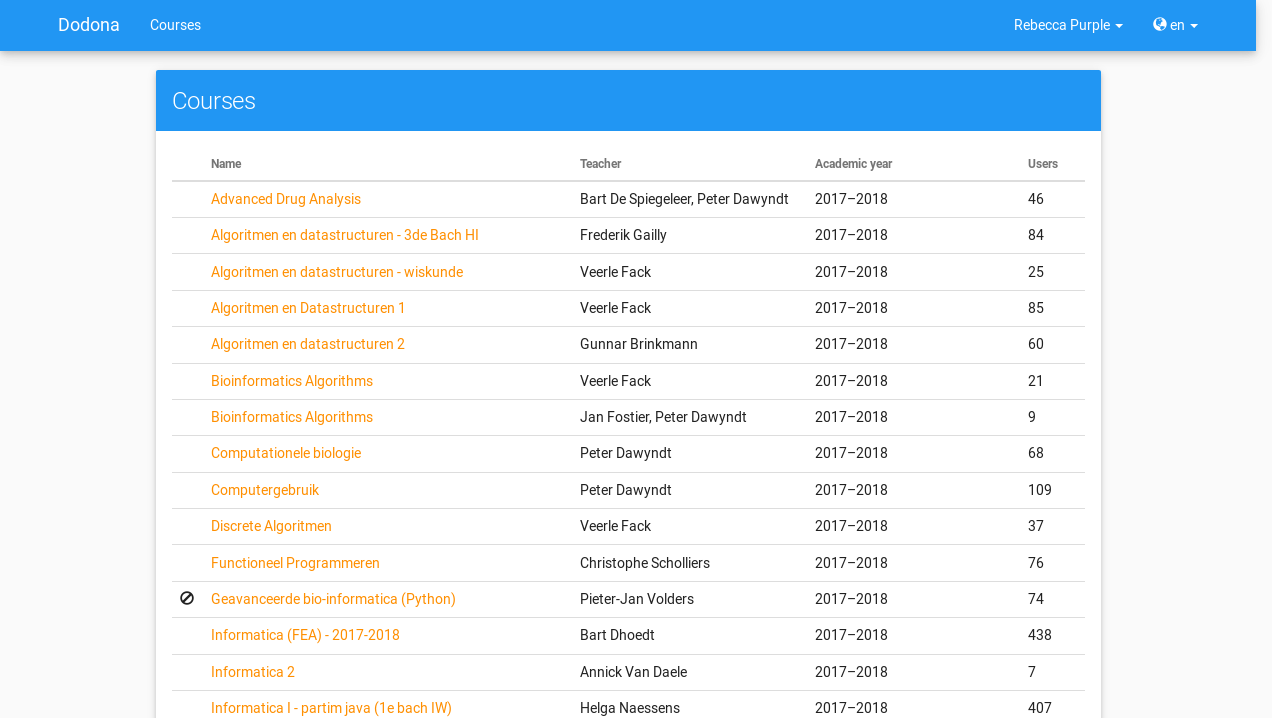 Dodona Courses Rebecca Purple en
Courses
Name Teacher Academic year Users
Advanced Drug Analysis Bart De Spiegeleer, Peter Dawyndt 2017–2018 46
Algoritmen en datastructuren - 3de Bach HI Frederik Gailly 2017–2018 84
Algoritmen en datastructuren - wiskunde Veerle Fack 2017–2018 25
Algoritmen en Datastructuren 1 Veerle Fack 2017–2018 85
Algoritmen en datastructuren 2 Gunnar Brinkmann 2017–2018 60
Bioinformatics Algorithms Veerle Fack 2017–2018 21
Bioinformatics Algorithms Jan Fostier, Peter Dawyndt 2017–2018 9
Computationele biologie Peter Dawyndt 2017–2018 68
Computergebruik Peter Dawyndt 2017–2018 109
Discrete Algoritmen Veerle Fack 2017–2018 37
Functioneel Programmeren Christophe Scholliers 2017–2018 76
Geavanceerde bio-informatica (Python) Pieter-Jan Volders 2017–2018 74
Informatica (FEA) - 2017-2018 Bart Dhoedt 2017–2018 438
Informatica 2 Annick Van Daele 2017–2018 7
Informatica I - partim java (1e bach IW) Helga Naessens 2017–2018 407